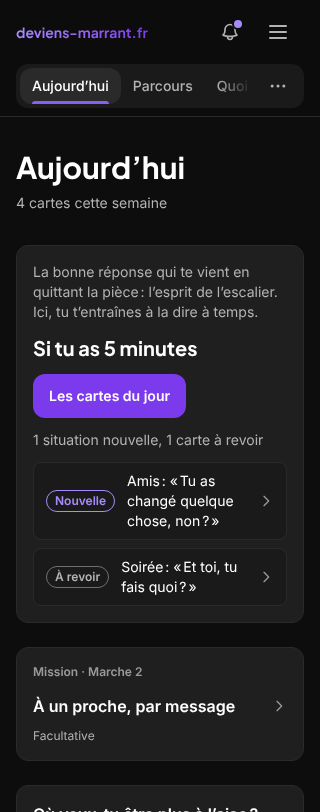 deviens-marrant.fr
Aujourd’hui Parcours Quoi ···
Aujourd’hui
4 cartes cette semaine
La bonne réponse qui te vient en
quittant la pièce : l’esprit de l’escalier.
Ici, tu t’entraînes à la dire à temps.
Si tu as 5 minutes
Les cartes du jour
1 situation nouvelle, 1 carte à revoir
Nouvelle
Amis : « Tu as
changé quelque
chose, non ? »
À revoir
Soirée : « Et toi, tu
fais quoi ? »
Mission · Marche 2
À un proche, par message
Facultative